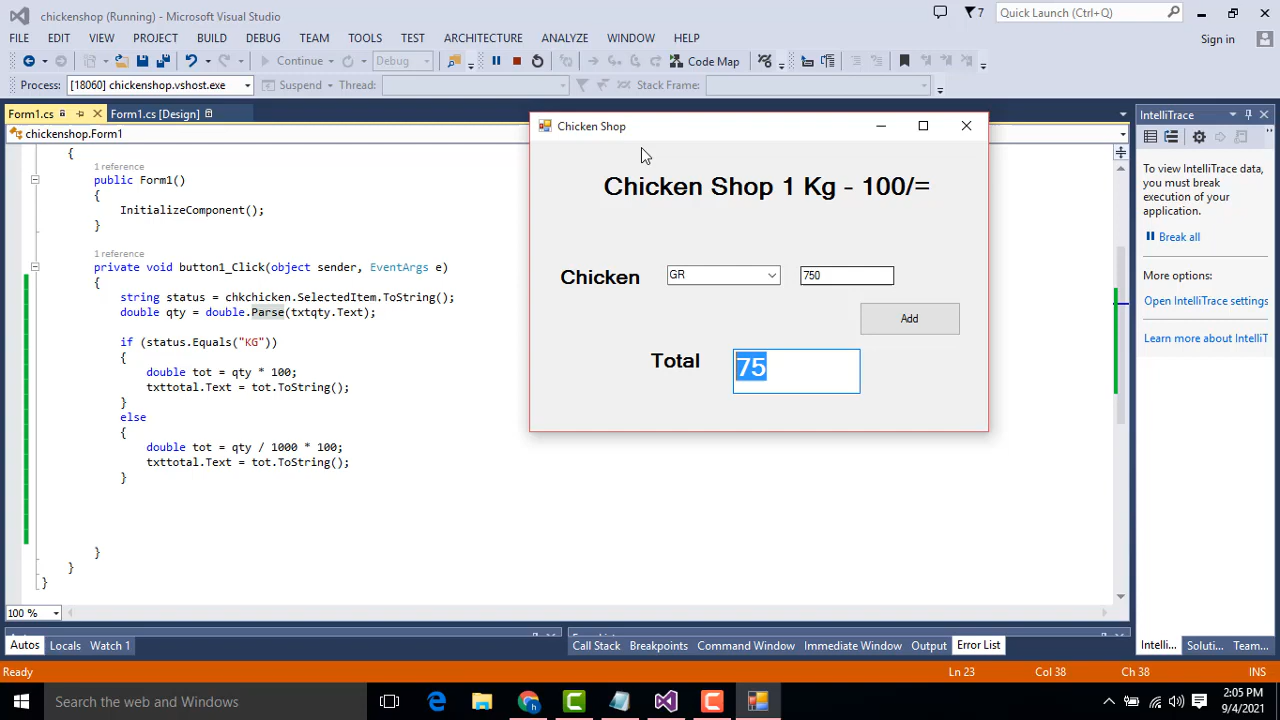 chickenshop (Running) - Microsoft Visual Studio
7
Quick Launch (Ctrl+Q)
FILE EDIT VIEW PROJECT BUILD DEBUG TEAM TOOLS TEST ARCHITECTURE ANALYZE WINDOW HELP
Sign in
Continue
Debug
Code Map
Process: [18060] chickenshop.vshost.exe
Suspend
Thread:
Stack Frame:
Form1.cs
Form1.cs [Design]
chickenshop.Form1
{
1 reference
public Form1()
{
InitializeComponent();
}
1 reference
private void button1_Click(object sender, EventArgs e)
{
string status = chkchicken.SelectedItem.ToString();
double qty = double.Parse(txtqty.Text);
if (status.Equals("KG"))
{
double tot = qty * 100;
txttotal.Text = tot.ToString();
}
else
{
double tot = qty / 1000 * 100;
txttotal.Text = tot.ToString();
}
}
}
}
100 %
Chicken Shop
Chicken Shop 1 Kg - 100/=
Chicken
GR
750
Add
Total
75
IntelliTrace
To view IntelliTrace data,
you must break
execution of your
application.
Break all
More options:
Open IntelliTrace settings
Learn more about IntelliT
Autos Locals Watch 1
Call Stack Breakpoints Command Window Immediate Window Output Error List
Intelli... Soluti... Team...
Ready
Ln 23
Col 38
Ch 38
INS
Search the web and Windows
2:05 PM
9/4/2021